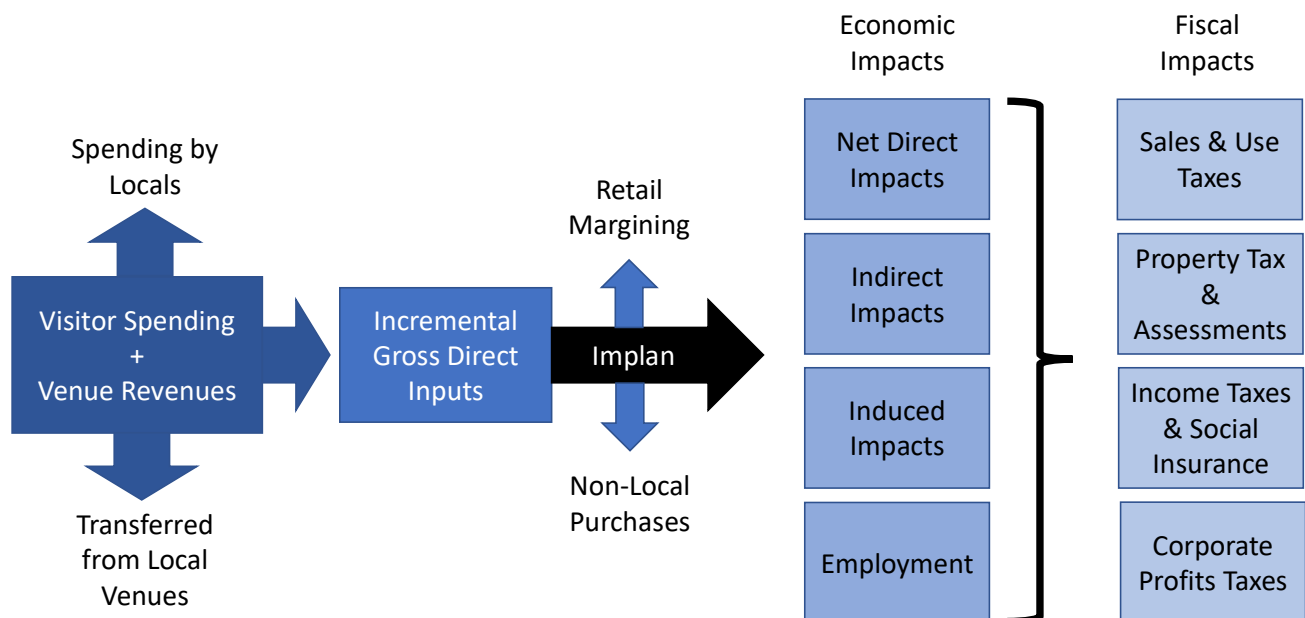 Economic
Impacts
Fiscal
Impacts
Spending by
Locals
Visitor Spending
+
Venue Revenues
Transferred
from Local
Venues
Incremental
Gross Direct
Inputs
Retail
Margining
Implan
Non-Local
Purchases
Net Direct
Impacts
Indirect
Impacts
Induced
Impacts
Employment
Sales & Use
Taxes
Property Tax
&
Assessments
Income Taxes
& Social
Insurance
Corporate
Profits Taxes